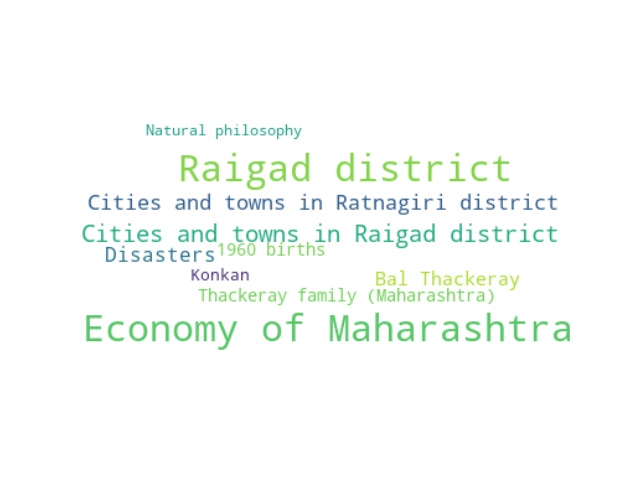 Natural philosophy
Raigad district
Cities and towns in Ratnagiri district
Cities and towns in Raigad district
Disasters
1960 births
Konkan
Bal Thackeray
Thackeray family (Maharashtra)
Economy of Maharashtra